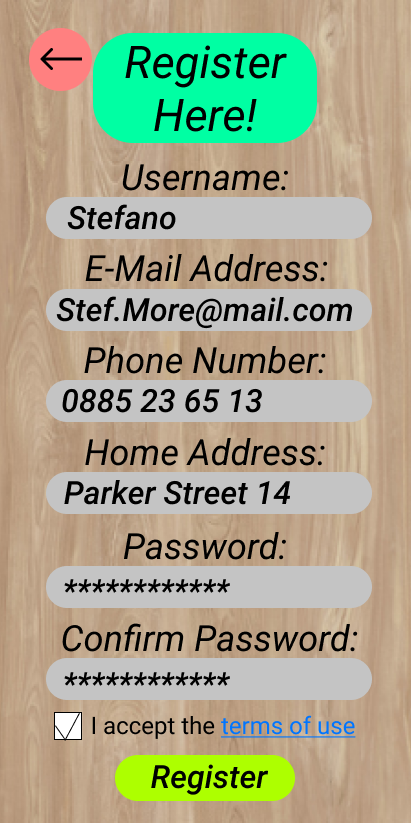 Register
Here!
Username:
Stefano
E-Mail Address:
Stef.More@mail.com
Phone Number:
0885 23 65 13
Home Address:
Parker Street 14
Password:
************
Confirm Password:
************
I accept the terms of use
Register